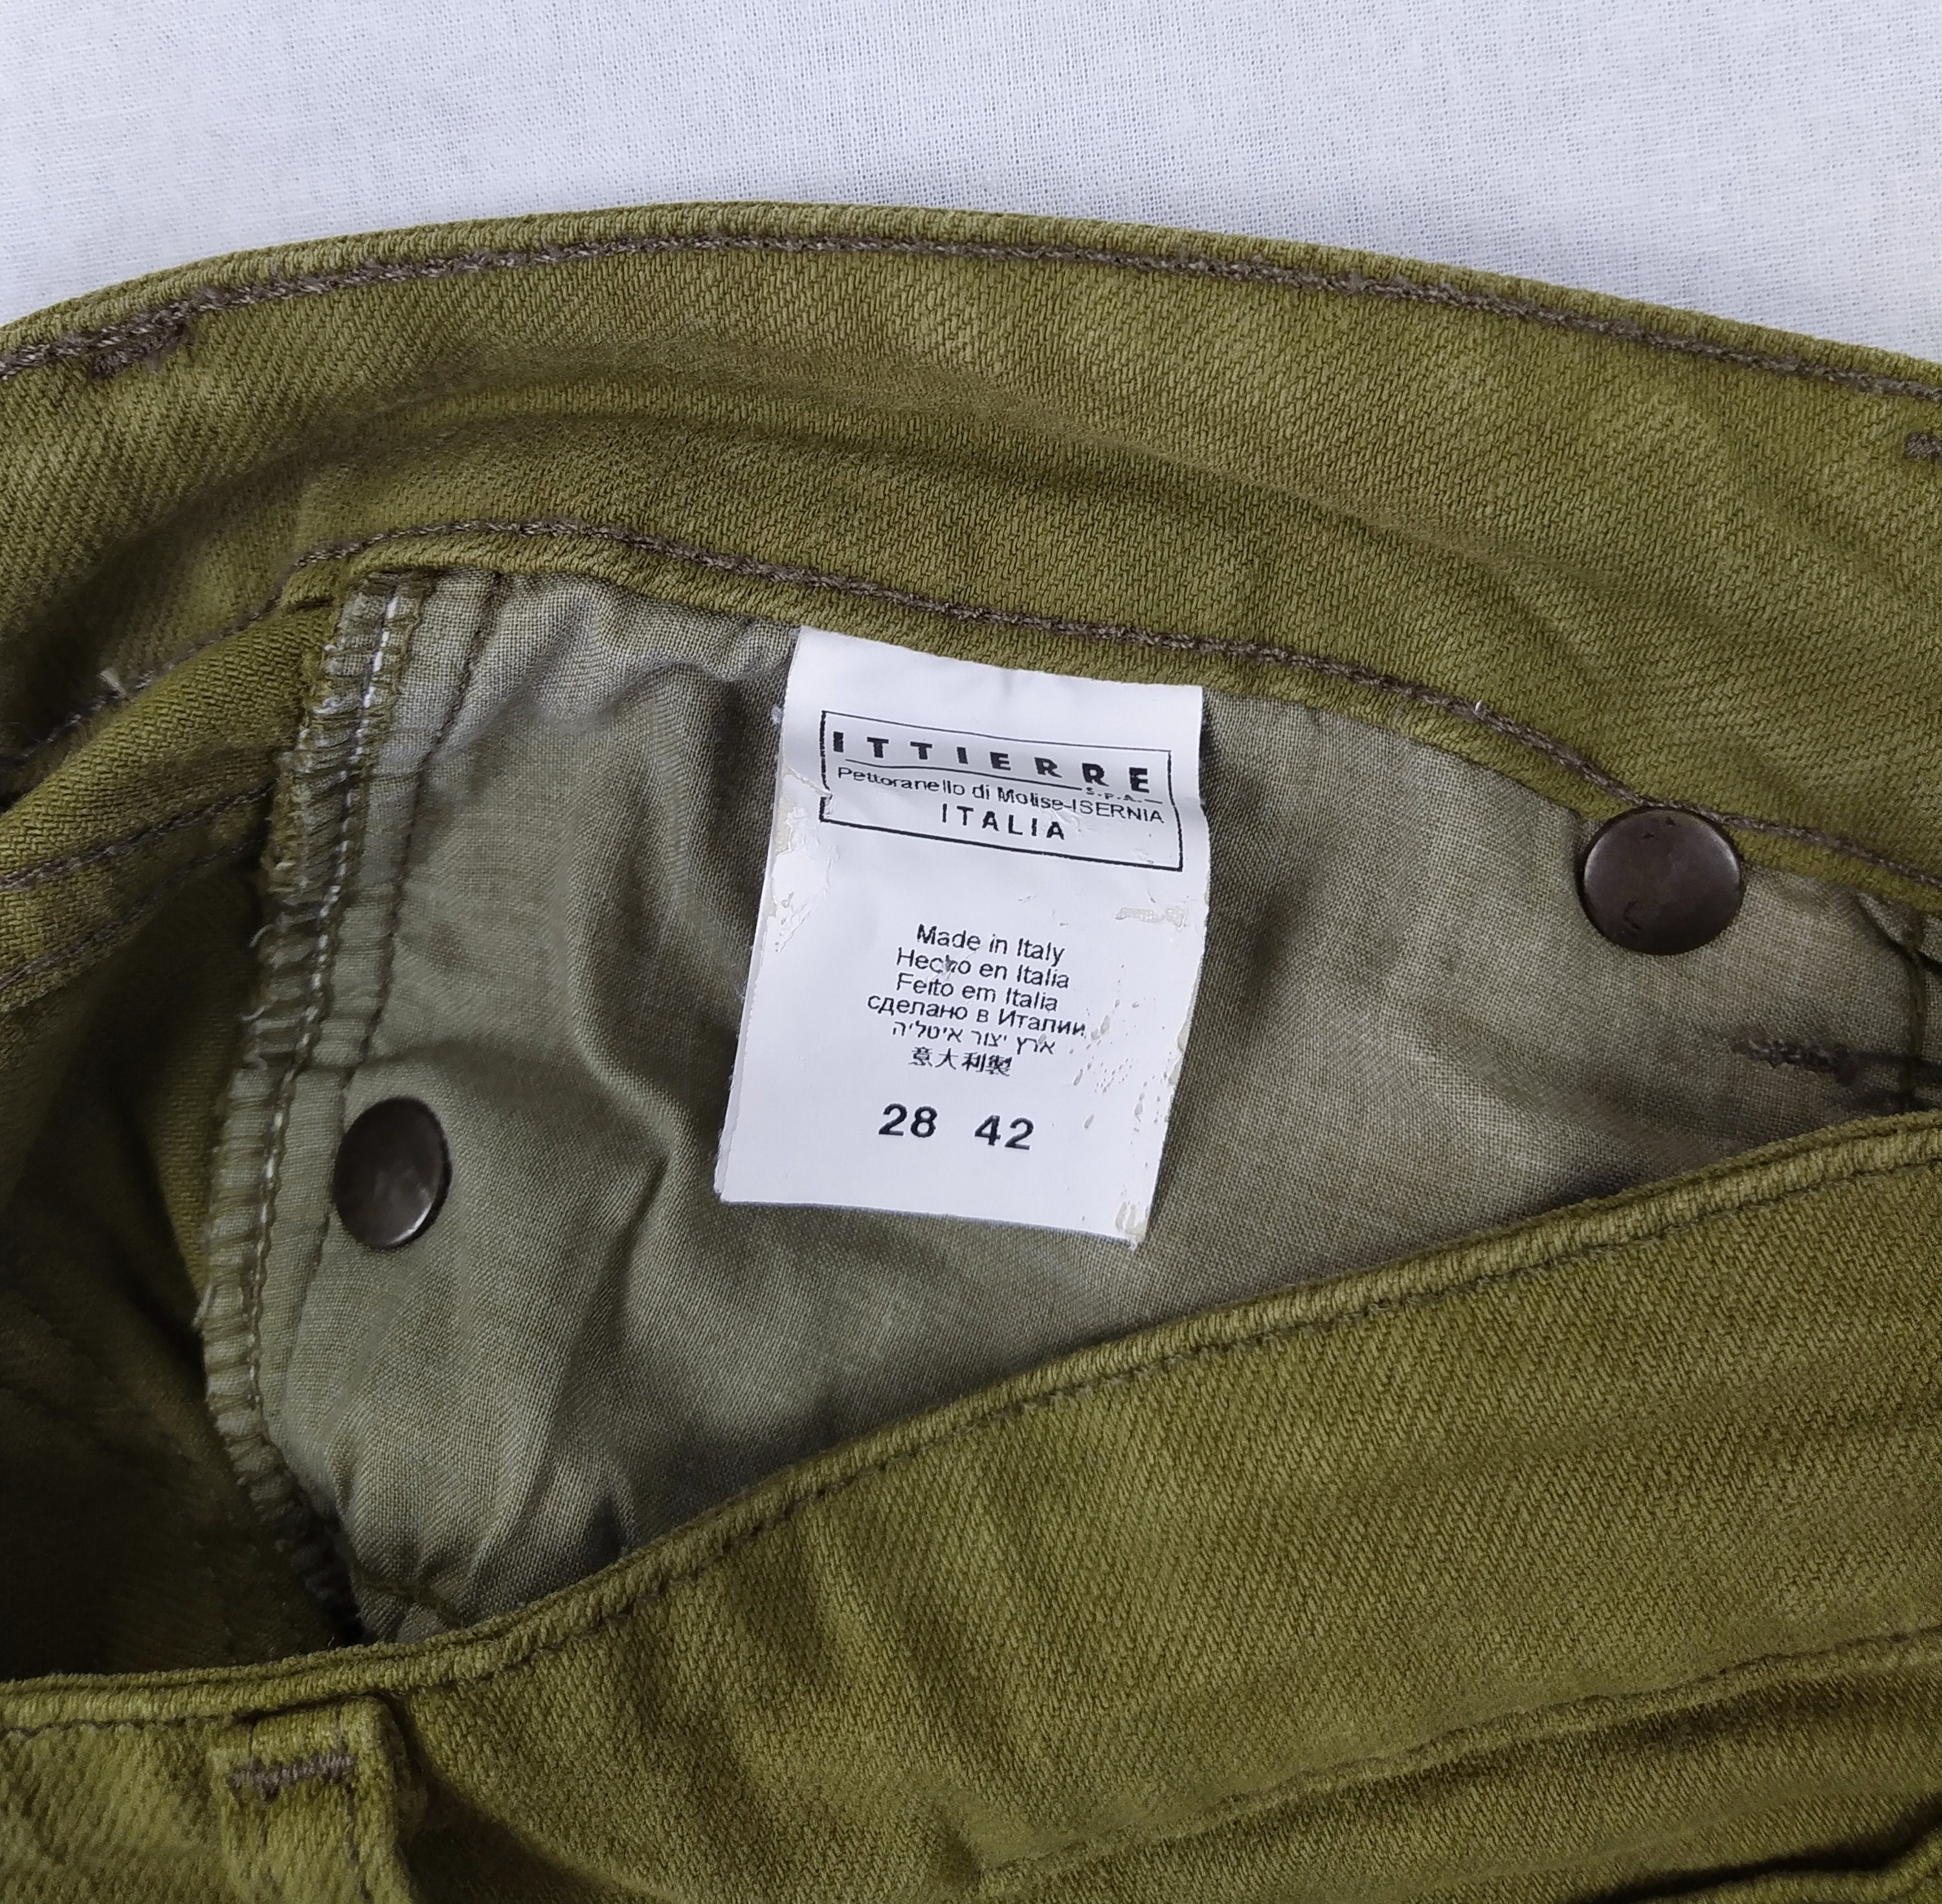 ITTIERRE
S.P.A.
Pettoranello di Molise-ISERNIA
ITALIA
Made in Italy
Hecho en Italia
Feito em Italia
сделано в Италии
ארץ יצור איטליה
意大利製
28 42